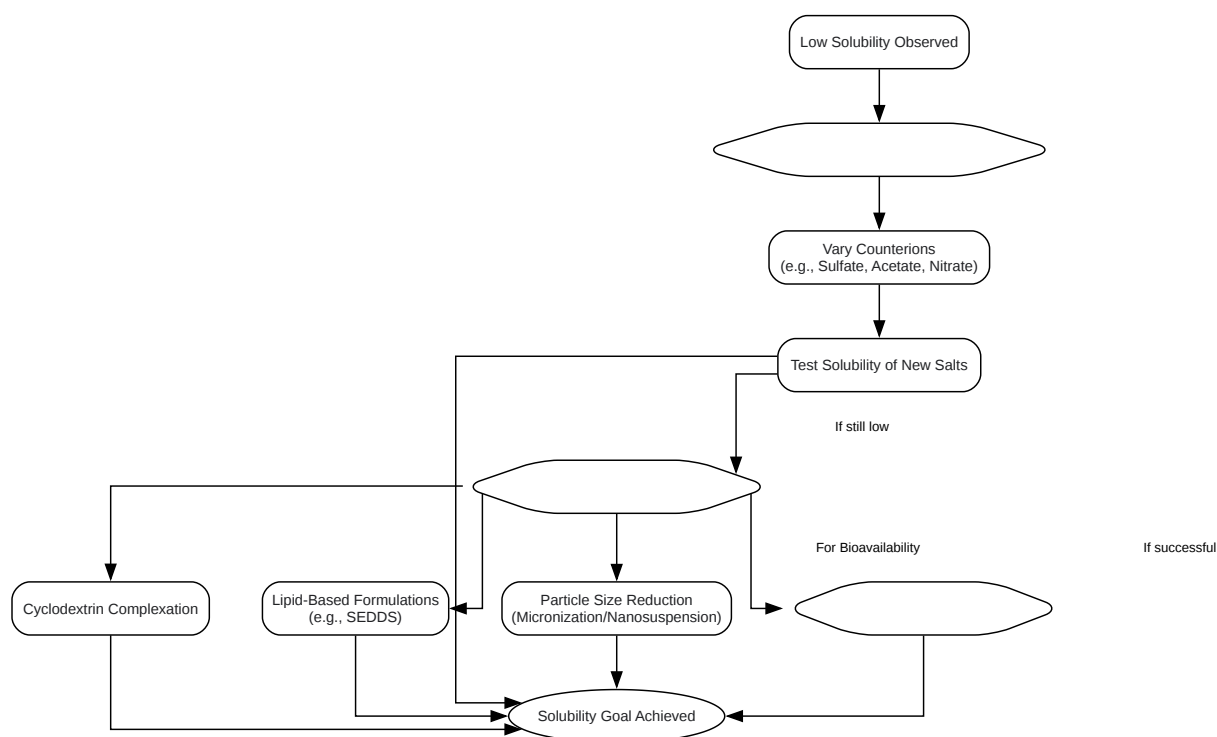 Low Solubility Observed
Vary Counterions
(e.g., Sulfate, Acetate, Nitrate)
Test Solubility of New Salts
If still low
For Bioavailability
If successful
Cyclodextrin Complexation
Lipid-Based Formulations
(e.g., SEDDS)
Particle Size Reduction
(Micronization/Nanosuspension)
Solubility Goal Achieved